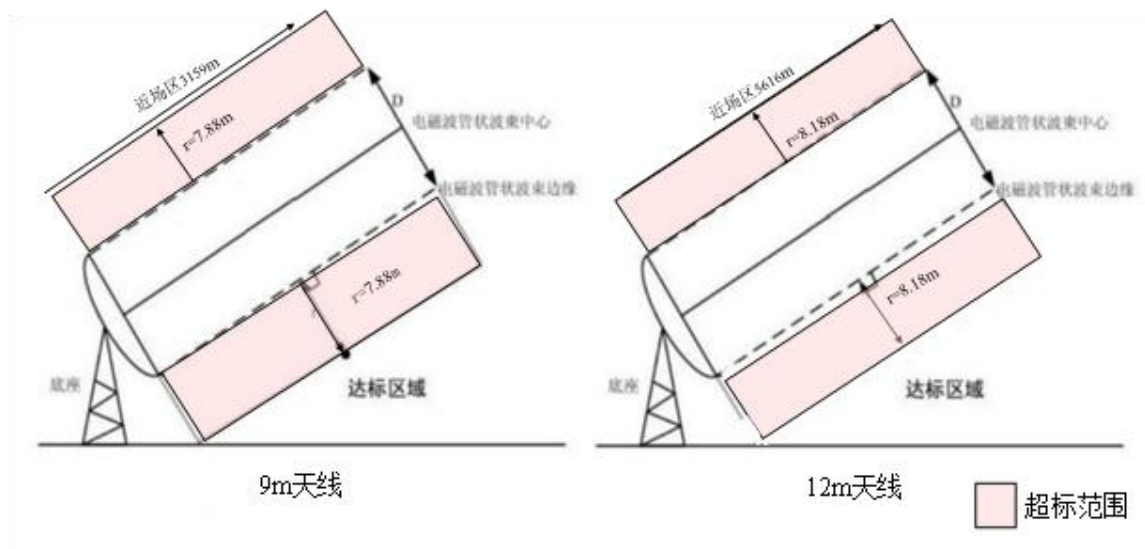 近场区3159m
r=7.88m
D
电磁波管状波束中心
电磁波管状波束边缘
r=7.88m
底座
达标区域
9m天线
近场区5616m
r=8.18m
D
电磁波管状波束中心
电磁波管状波束边缘
r=8.18m
底座
达标区域
12m天线
超标范围